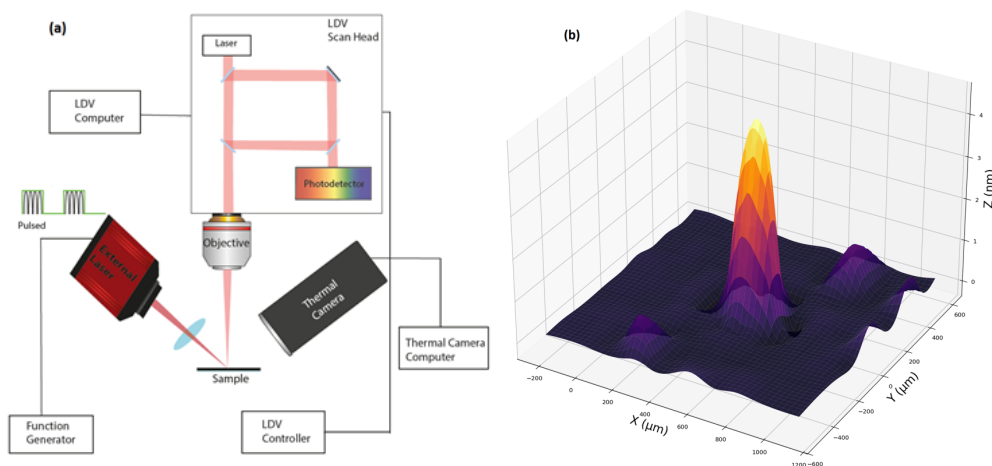 (a)
LDV
Scan Head
Laser
LDV
Computer
Photodetector
Pulsed
External
Laser
Objective
Thermal
Camera
Thermal Camera
Computer
Sample
Function
Generator
LDV
Controller
(b)
4
3
2
1
0
Z (pm)
−200
0
200
400
600
800
1000
1200
X (μm)
−600
−400
−200
0
200
400
600
Y (μm)